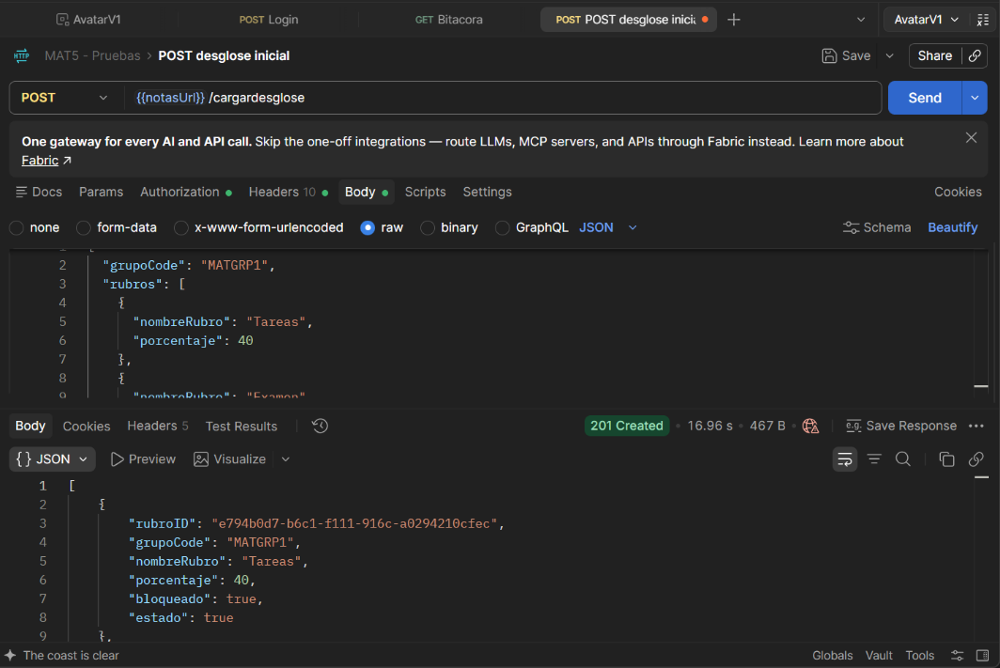 AvatarV1 POST Login GET Bitacora POST POST desglose inicia AvatarV1
HTTP MAT5 - Pruebas > POST desglose inicial Save Share
POST {{notasUrl}} /cargardesglose Send
One gateway for every AI and API call. Skip the one-off integrations — route LLMs, MCP servers, and APIs through Fabric instead. Learn more about
Fabric ↗
Docs Params Authorization Headers 10 Body Scripts Settings Cookies
none form-data x-www-form-urlencoded raw binary GraphQL JSON Schema Beautify
2 "grupoCode": "MATGRP1",
3 "rubros": [
4 {
5 "nombreRubro": "Tareas",
6 "porcentaje": 40
7 },
8 {
9 "nombreRubro": "Examen"
Body Cookies Headers 5 Test Results 201 Created • 16.96 s • 467 B • e.g. Save Response
{} JSON Preview Visualize
1 [
2 {
3 "rubroID": "e794b0d7-b6c1-f111-916c-a0294210cfec",
4 "grupoCode": "MATGRP1",
5 "nombreRubro": "Tareas",
6 "porcentaje": 40,
7 "bloqueado": true,
8 "estado": true
9 },
The coast is clear Globals Vault Tools